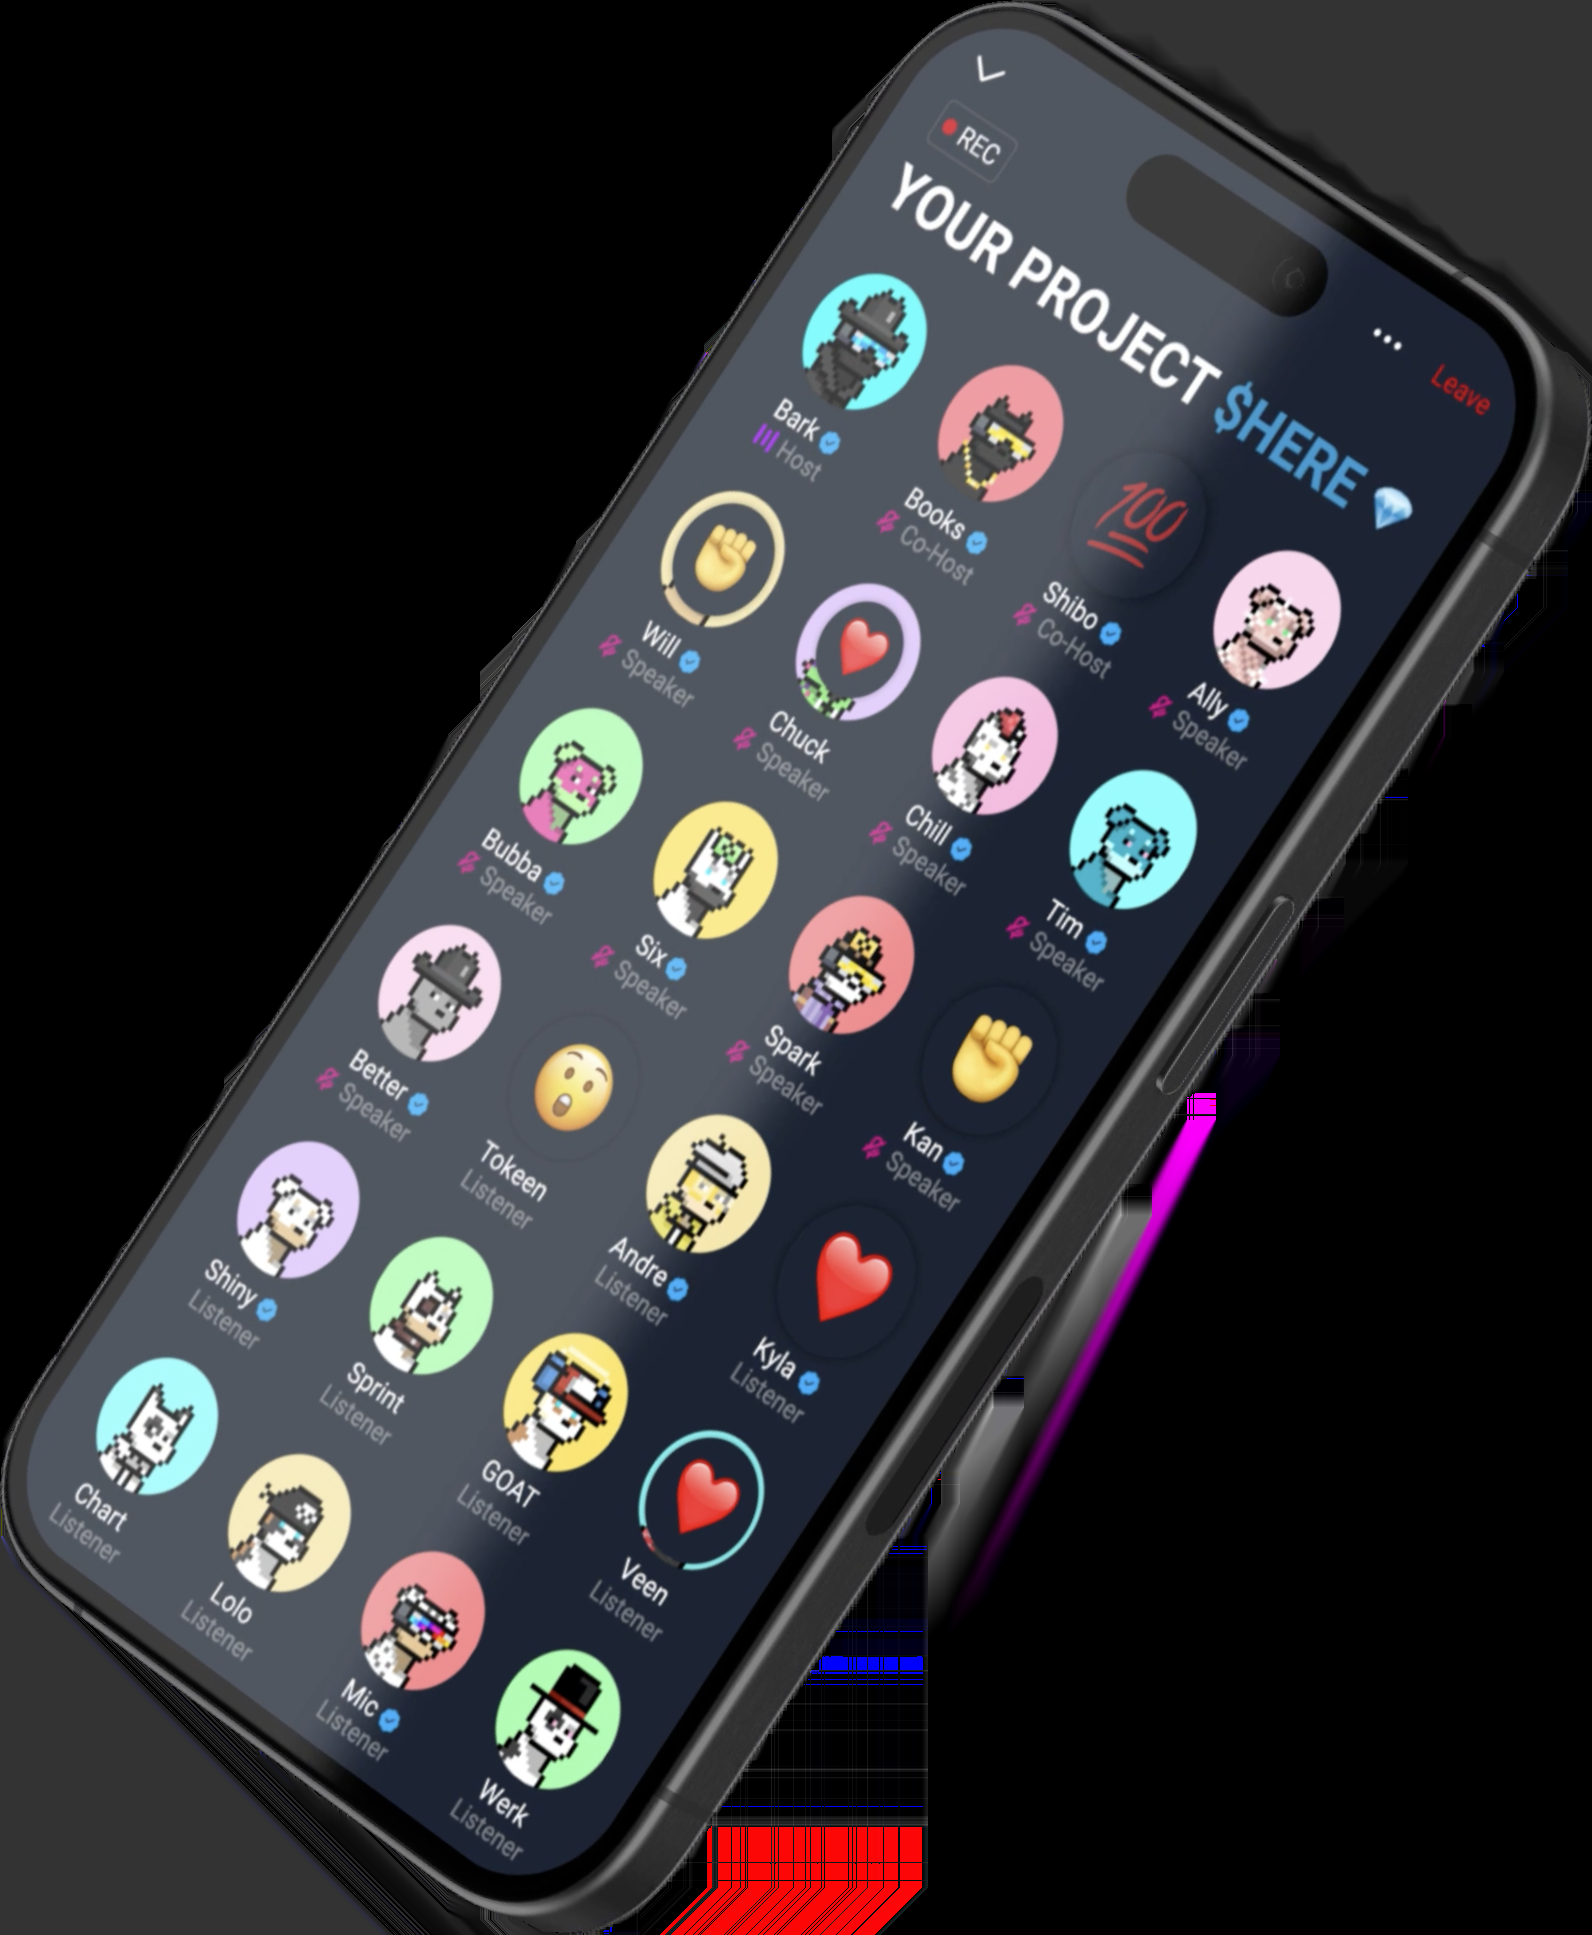 REC
Leave
YOUR PROJECT $HERE
Bark
Host
Books
Co-Host
100
Shibo
Co-Host
Ally
Speaker
Will
Speaker
Chuck
Speaker
Chill
Speaker
Tim
Speaker
Bubba
Speaker
Six
Speaker
Spark
Speaker
Kan
Speaker
Better
Speaker
Tokeen
Listener
Andre
Listener
Kyla
Listener
Shiny
Listener
Sprint
Listener
GOAT
Listener
Veen
Listener
Chart
Listener
Lolo
Listener
Mic
Listener
Werk
Listener